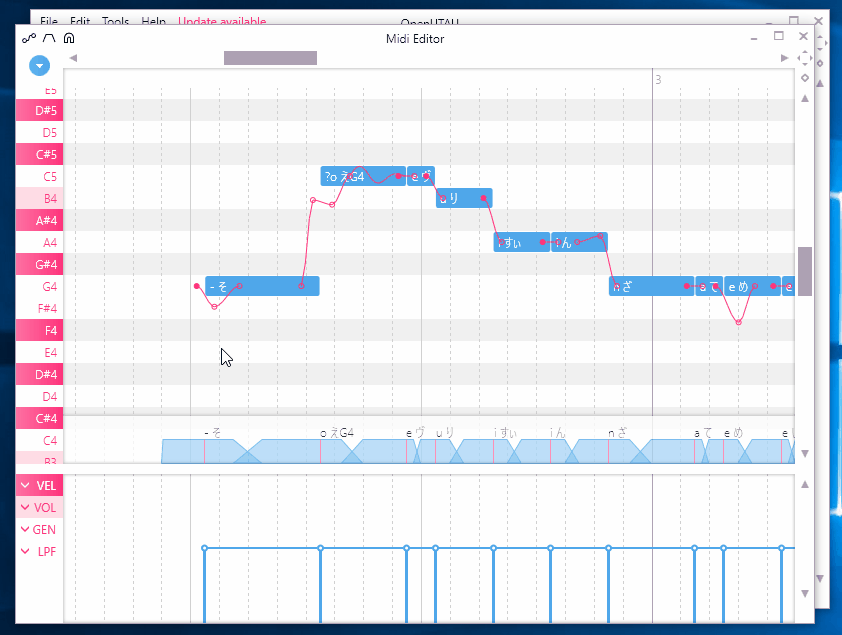 File Edit Tools Help Update available OpenUTAU
Midi Editor
3
E5
D#5
D5
C#5
C5
?o えG4 e ヴ
B4
u り
A#4
A4
i すぃ i ん
G#4
G4
- そ n ざ a て e め e
F#4
F4
E4
D#4
D4
C#4
- そ o えG4 e ヴ u り i すぃ i ん n ざ a て e め e
C4
B3
VEL
VOL
GEN
LPF